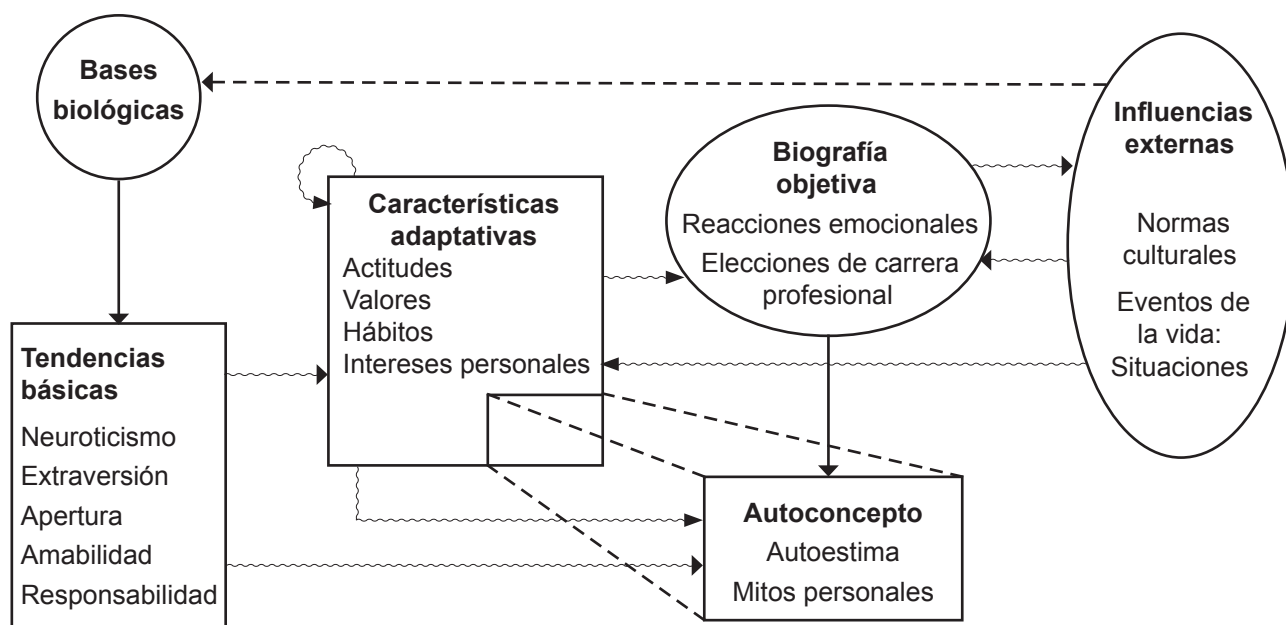 Bases
biológicas
Influencias
externas
Normas
culturales
Eventos de
la vida:
Situaciones
Biografía
objetiva
Reacciones emocionales
Elecciones de carrera
profesional
Características
adaptativas
Actitudes
Valores
Hábitos
Intereses personales
Tendencias
básicas
Neuroticismo
Extraversión
Apertura
Amabilidad
Responsabilidad
Autoconcepto
Autoestima
Mitos personales